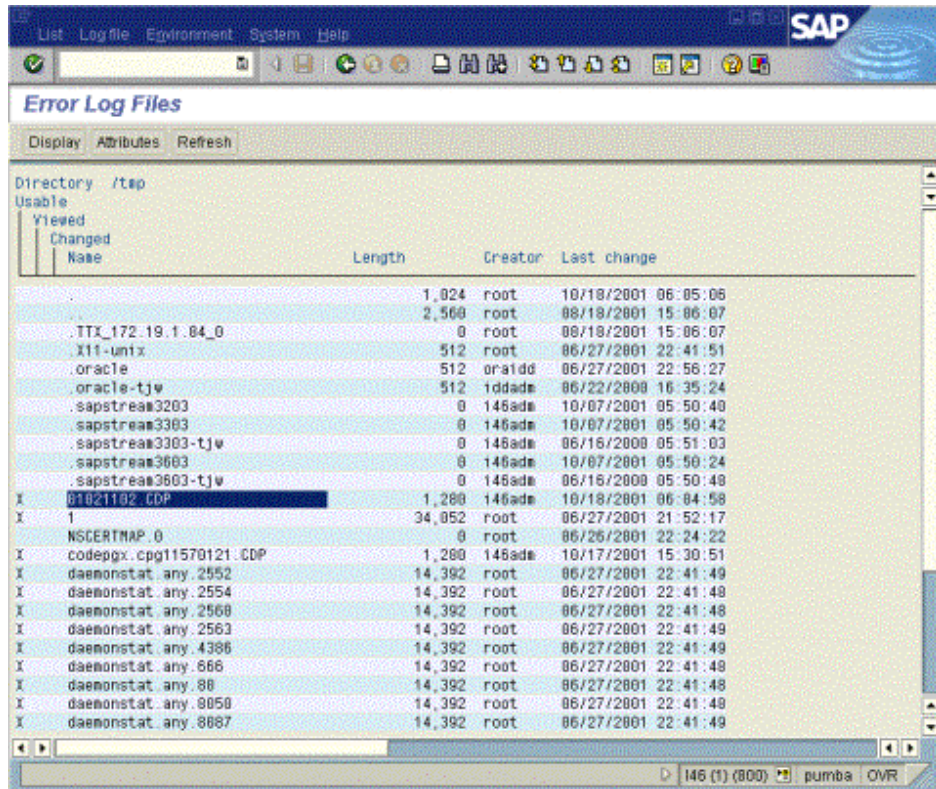 List Logfile Environment System Help
SAP
Error Log Files
Display Attributes Refresh
Directory /tmp
Usable
Viewed
Changed
Name Length Creator Last change
. 1,024 root 10/18/2001 06:05:06
.. 2,560 root 08/18/2001 15:06:07
.TTX_172.19.1.84_0 0 root 08/18/2001 15:06:07
.X11-unix 512 root 06/27/2001 22:41:51
.oracle 512 oraidd 06/27/2001 22:56:27
.oracle-tjw 512 iddadm 06/22/2000 16:35:24
.sapstream3203 0 i46adm 10/07/2001 05:50:40
.sapstream3303 0 i46adm 10/07/2001 05:50:42
.sapstream3303-tjw 0 i46adm 06/16/2000 05:51:03
.sapstream3603 0 i46adm 10/07/2001 05:50:24
.sapstream3603-tjw 0 i46adm 06/16/2000 05:50:48
X 01021102.CDP 1,280 i46adm 10/18/2001 06:04:58
X 1 34,052 root 06/27/2001 21:52:17
NSCERTMAP.0 0 root 06/26/2001 22:24:22
X codepgx.cpg11570121.CDP 1,280 i46adm 10/17/2001 15:30:51
X daemonstat.any.2552 14,392 root 06/27/2001 22:41:49
X daemonstat.any.2554 14,392 root 06/27/2001 22:41:48
X daemonstat.any.2560 14,392 root 06/27/2001 22:41:48
X daemonstat.any.2563 14,392 root 06/27/2001 22:41:49
X daemonstat.any.4386 14,392 root 06/27/2001 22:41:49
X daemonstat.any.666 14,392 root 06/27/2001 22:41:48
X daemonstat.any.80 14,392 root 06/27/2001 22:41:48
X daemonstat.any.8050 14,392 root 06/27/2001 22:41:48
X daemonstat.any.8087 14,392 root 06/27/2001 22:41:49
I46 (1) (800) pumba OVR